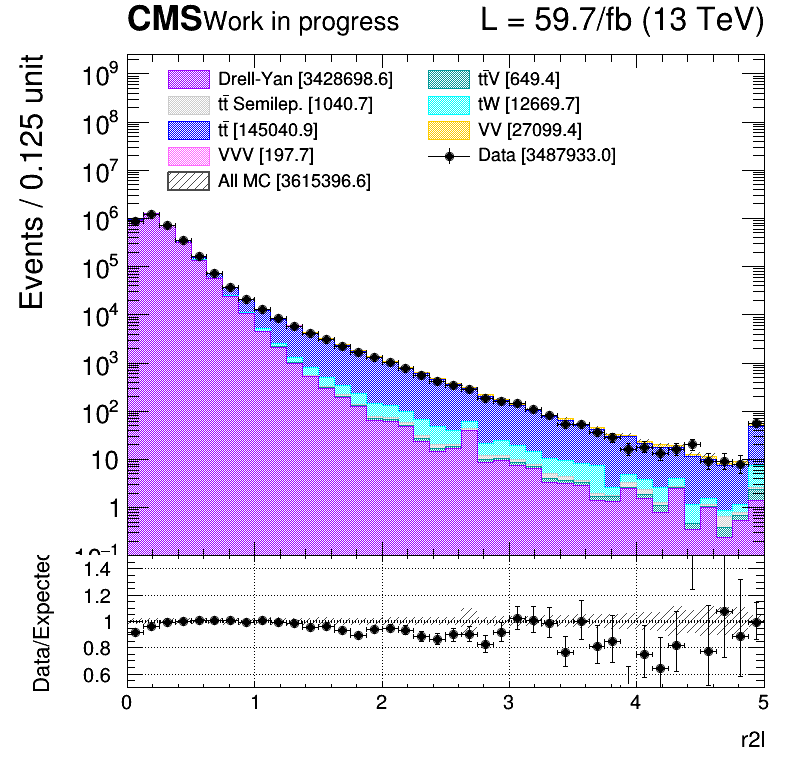 CMS Work in progress L = 59.7/fb (13 TeV)
Events / 0.125 unit
10⁹
10⁸
10⁷
10⁶
10⁵
10⁴
10³
10²
10
1
10⁻¹
Drell-Yan [3428698.6]
tt̄ Semilep. [1040.7]
tt̄ [145040.9]
VVV [197.7]
All MC [3615396.6]
tt̄V [649.4]
tW [12669.7]
VV [27099.4]
Data [3487933.0]
Data/Expected
1.4
1.2
1
0.8
0.6
0 1 2 3 4 5
r2l